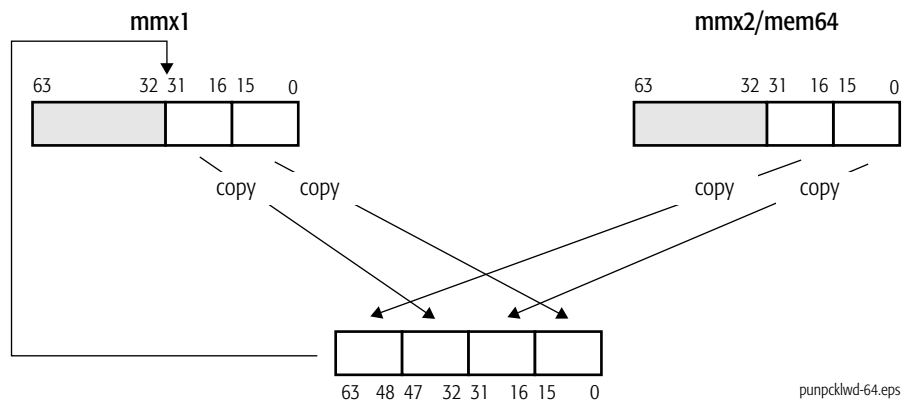 mmx1 mmx2/mem64
63 32 31 16 15 0 63 32 31 16 15 0
copy copy copy copy
63 48 47 32 31 16 15 0
punpcklwd-64.eps